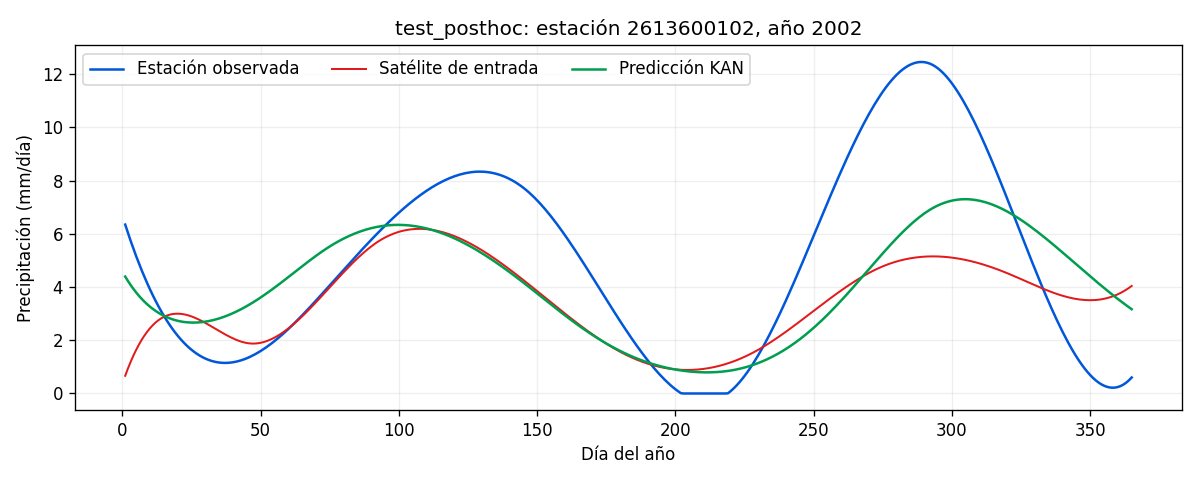 test_posthoc: estación 2613600102, año 2002
Estación observada Satélite de entrada Predicción KAN
Precipitación (mm/día)
12
10
8
6
4
2
0
0 50 100 150 200 250 300 350
Día del año